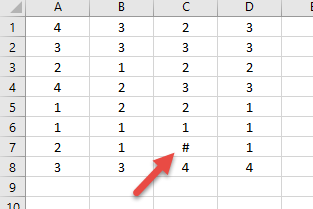 A B C D
1 4 3 2 3
2 3 3 3 3
3 2 1 2 2
4 4 2 3 3
5 1 2 2 1
6 1 1 1 1
7 2 1 # 1
8 3 3 4 4
9
10